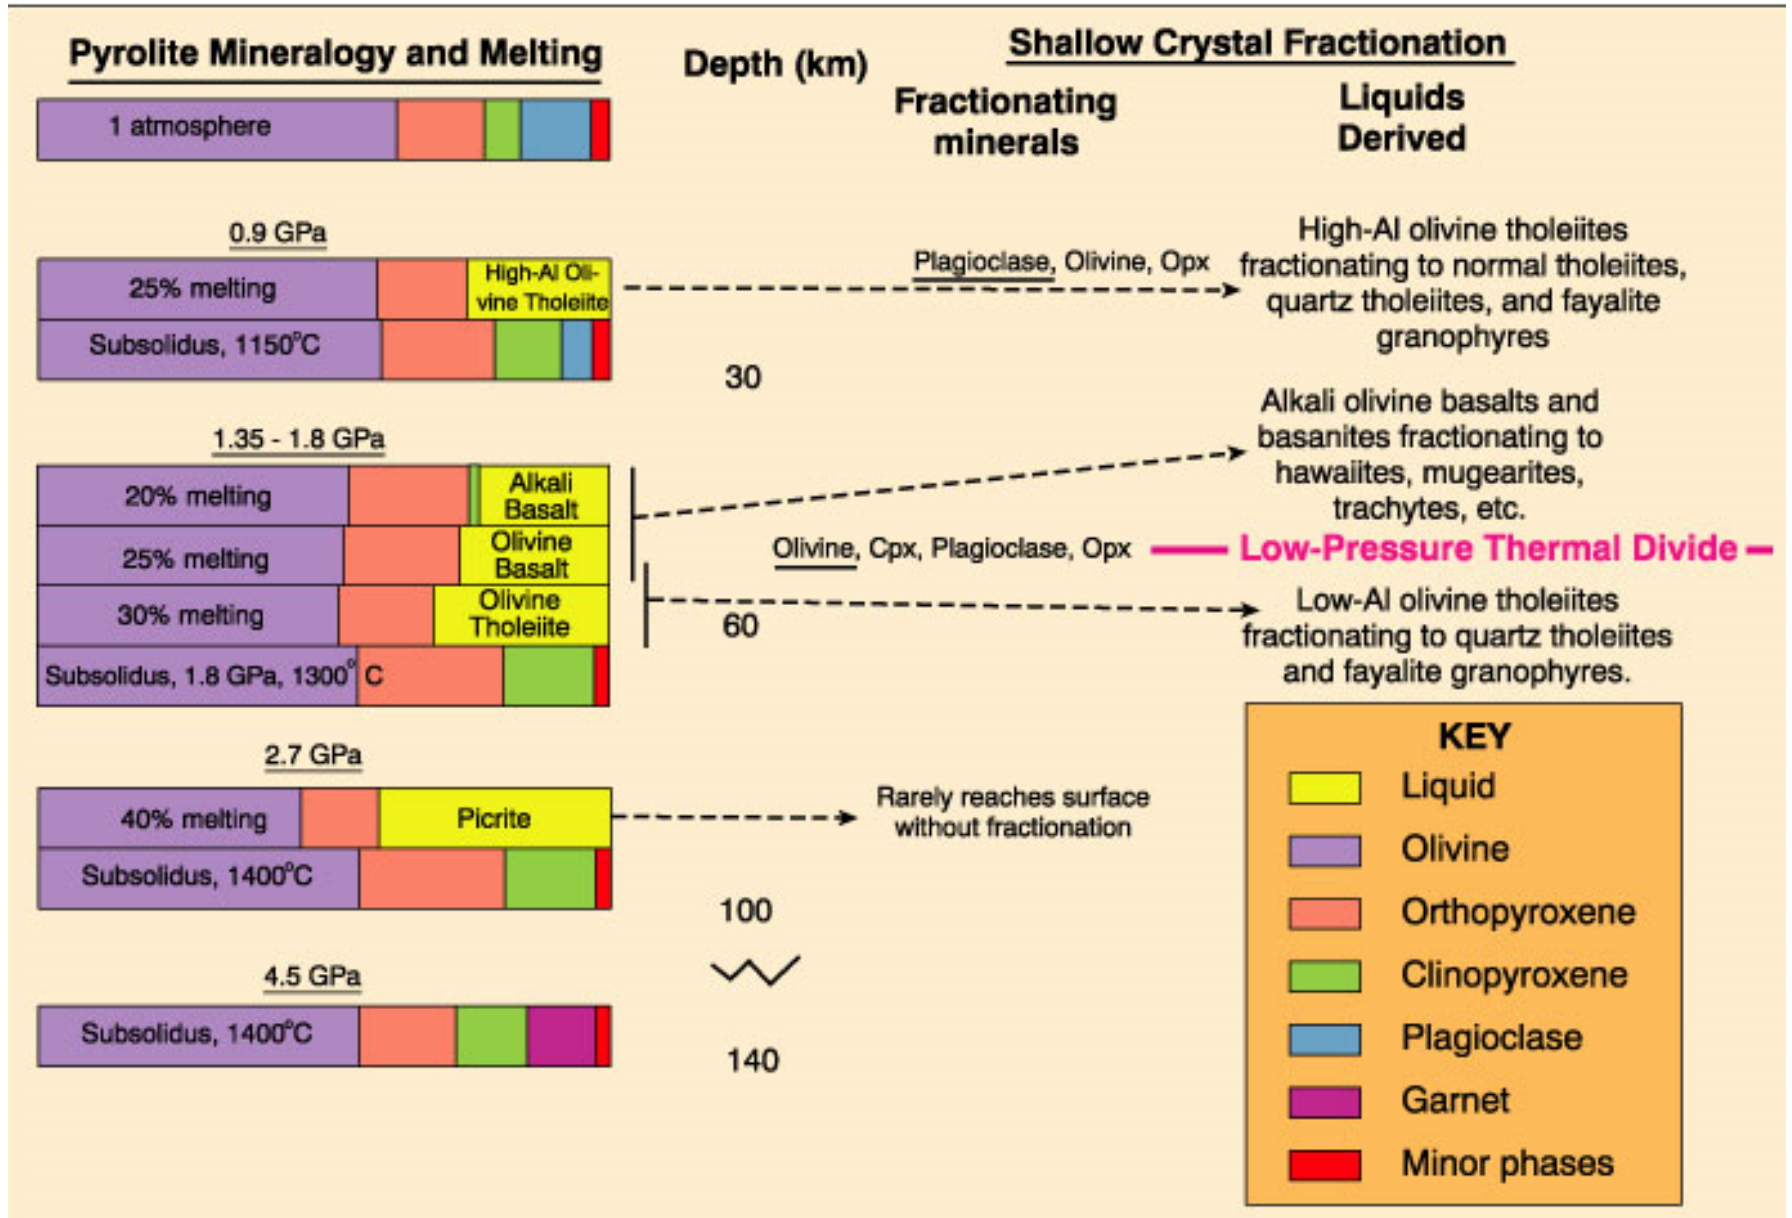 Pyrolite Mineralogy and Melting
Depth (km)
Shallow Crystal Fractionation
Fractionating
minerals
Liquids
Derived
1 atmosphere
0.9 GPa
25% melting
High-Al Oli-
vine Tholeiite
Subsolidus, 1150°C
Plagioclase, Olivine, Opx
High-Al olivine tholeiites
fractionating to normal tholeiites,
quartz tholeiites, and fayalite
granophyres
30
1.35 - 1.8 GPa
20% melting
Alkali
Basalt
25% melting
Olivine
Basalt
30% melting
Olivine
Tholeiite
Subsolidus, 1.8 GPa, 1300° C
Alkali olivine basalts and
basanites fractionating to
hawaiites, mugearites,
trachytes, etc.
Olivine, Cpx, Plagioclase, Opx
Low-Pressure Thermal Divide
60
Low-Al olivine tholeiites
fractionating to quartz tholeiites
and fayalite granophyres.
2.7 GPa
40% melting
Picrite
Subsolidus, 1400°C
Rarely reaches surface
without fractionation
100
4.5 GPa
Subsolidus, 1400°C
140
KEY
Liquid
Olivine
Orthopyroxene
Clinopyroxene
Plagioclase
Garnet
Minor phases